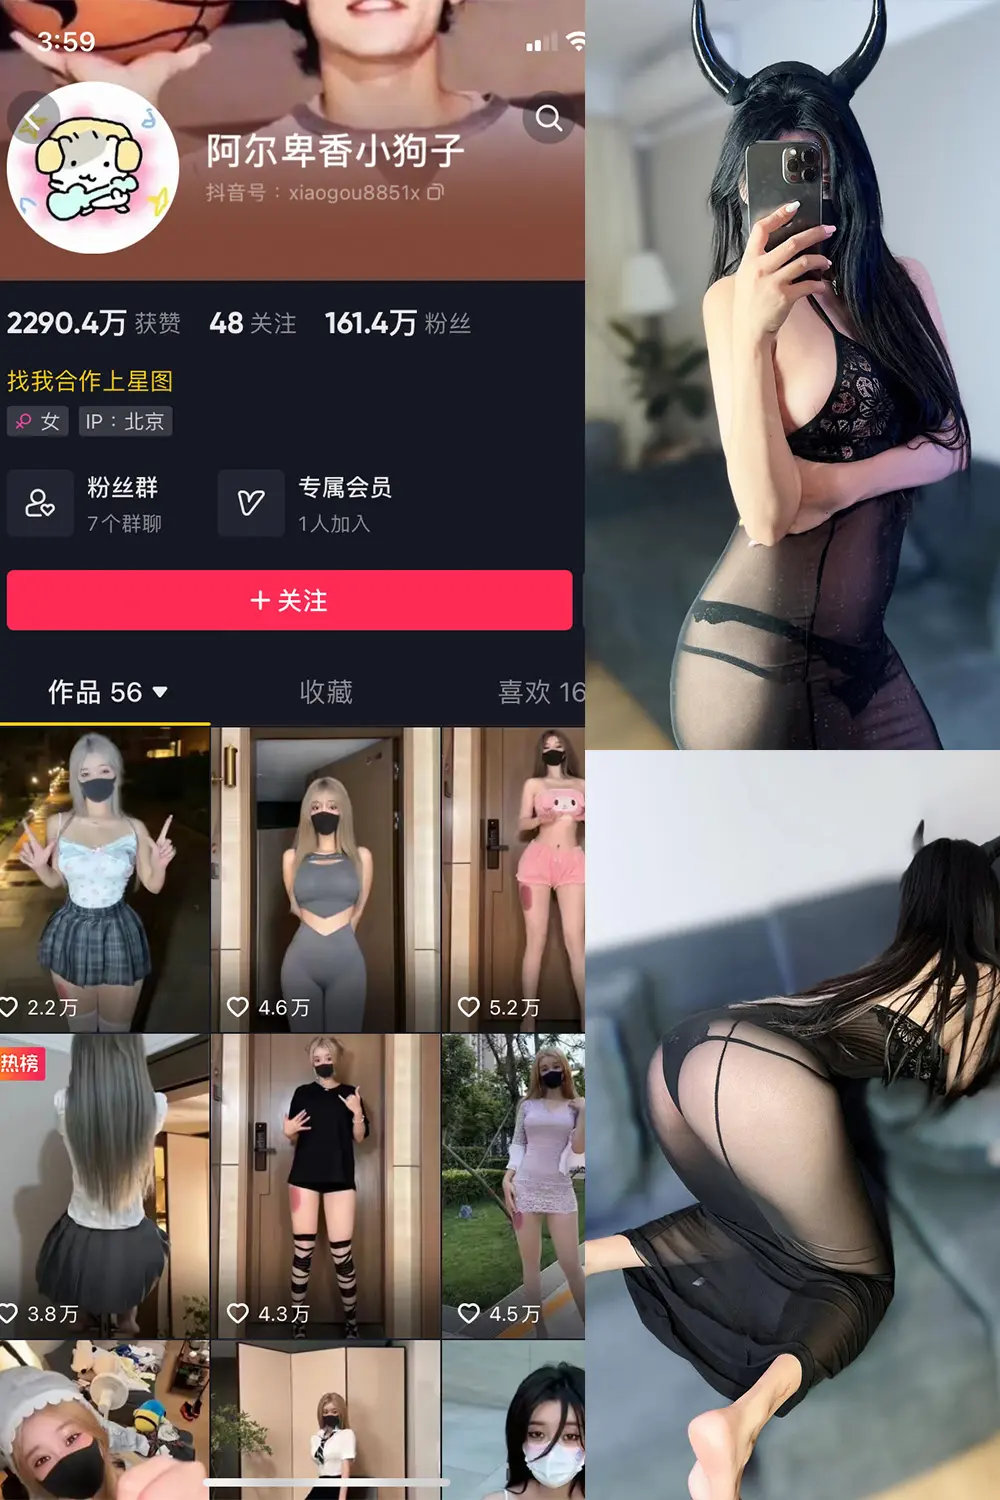 3:59
阿尔卑香小狗子
抖音号：xiaogou8851x
2290.4万 获赞 48 关注 161.4万 粉丝
找我合作上星图
女 IP：北京
粉丝群 专属会员
7个群聊 1人加入
+ 关注
作品 56 收藏 喜欢 16
2.2万 4.6万 5.2万
热榜
3.8万 4.3万 4.5万